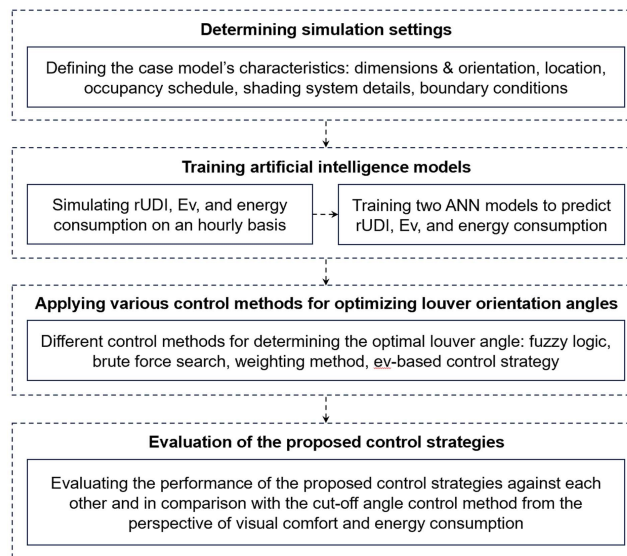 Determining simulation settings
Defining the case model's characteristics: dimensions & orientation, location,
occupancy schedule, shading system details, boundary conditions
Training artificial intelligence models
Simulating rUDI, Ev, and energy
consumption on an hourly basis
Training two ANN models to predict
rUDI, Ev, and energy consumption
Applying various control methods for optimizing louver orientation angles
Different control methods for determining the optimal louver angle: fuzzy logic,
brute force search, weighting method, ev-based control strategy
Evaluation of the proposed control strategies
Evaluating the performance of the proposed control strategies against each
other and in comparison with the cut-off angle control method from the
perspective of visual comfort and energy consumption